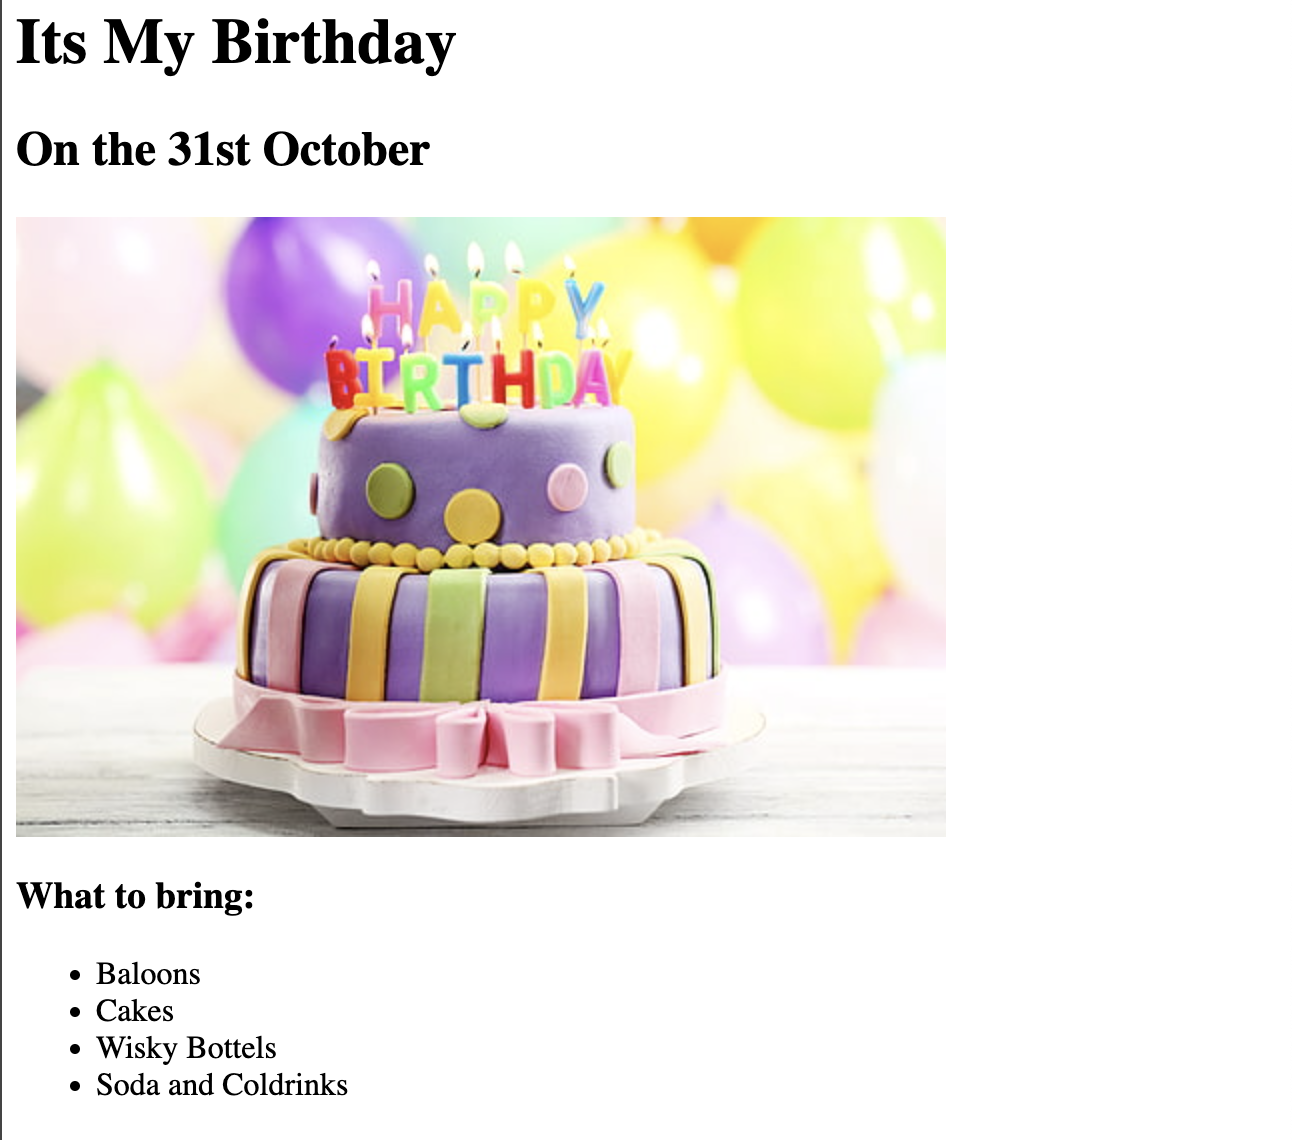 Its My Birthday
On the 31st October
HAPPY
BIRTHDAY
What to bring:
Baloons
Cakes
Wisky Bottels
Soda and Coldrinks